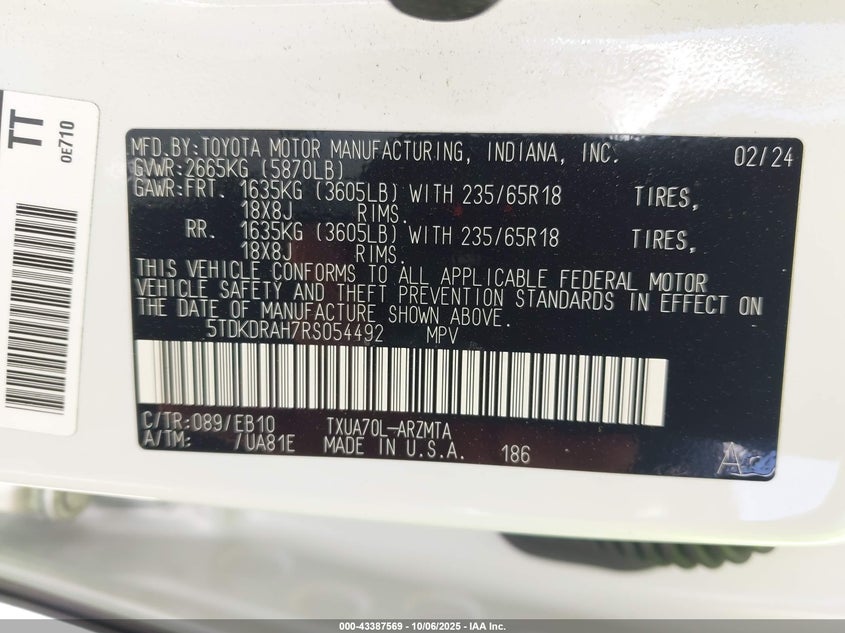 TT
0E710
MFD.BY:TOYOTA MOTOR MANUFACTURING, INDIANA, INC. 02/24
GVWR:2665KG (5870LB)
GAWR:FRT. 1635KG (3605LB) WITH 235/65R18 TIRES,
18X8J RIMS.
RR. 1635KG (3605LB) WITH 235/65R18 TIRES,
18X8J RIMS.
THIS VEHICLE CONFORMS TO ALL APPLICABLE FEDERAL MOTOR
VEHICLE SAFETY AND THEFT PREVENTION STANDARDS IN EFFECT ON
THE DATE OF MANUFACTURE SHOWN ABOVE.
5TDKDRAH7RS054492 MPV
C/TR:089/EB10 TXUA70L-ARZMTA
A/TM: /UA81E MADE IN U.S.A. 186
000-43387569 - 10/06/2025 - IAA Inc.